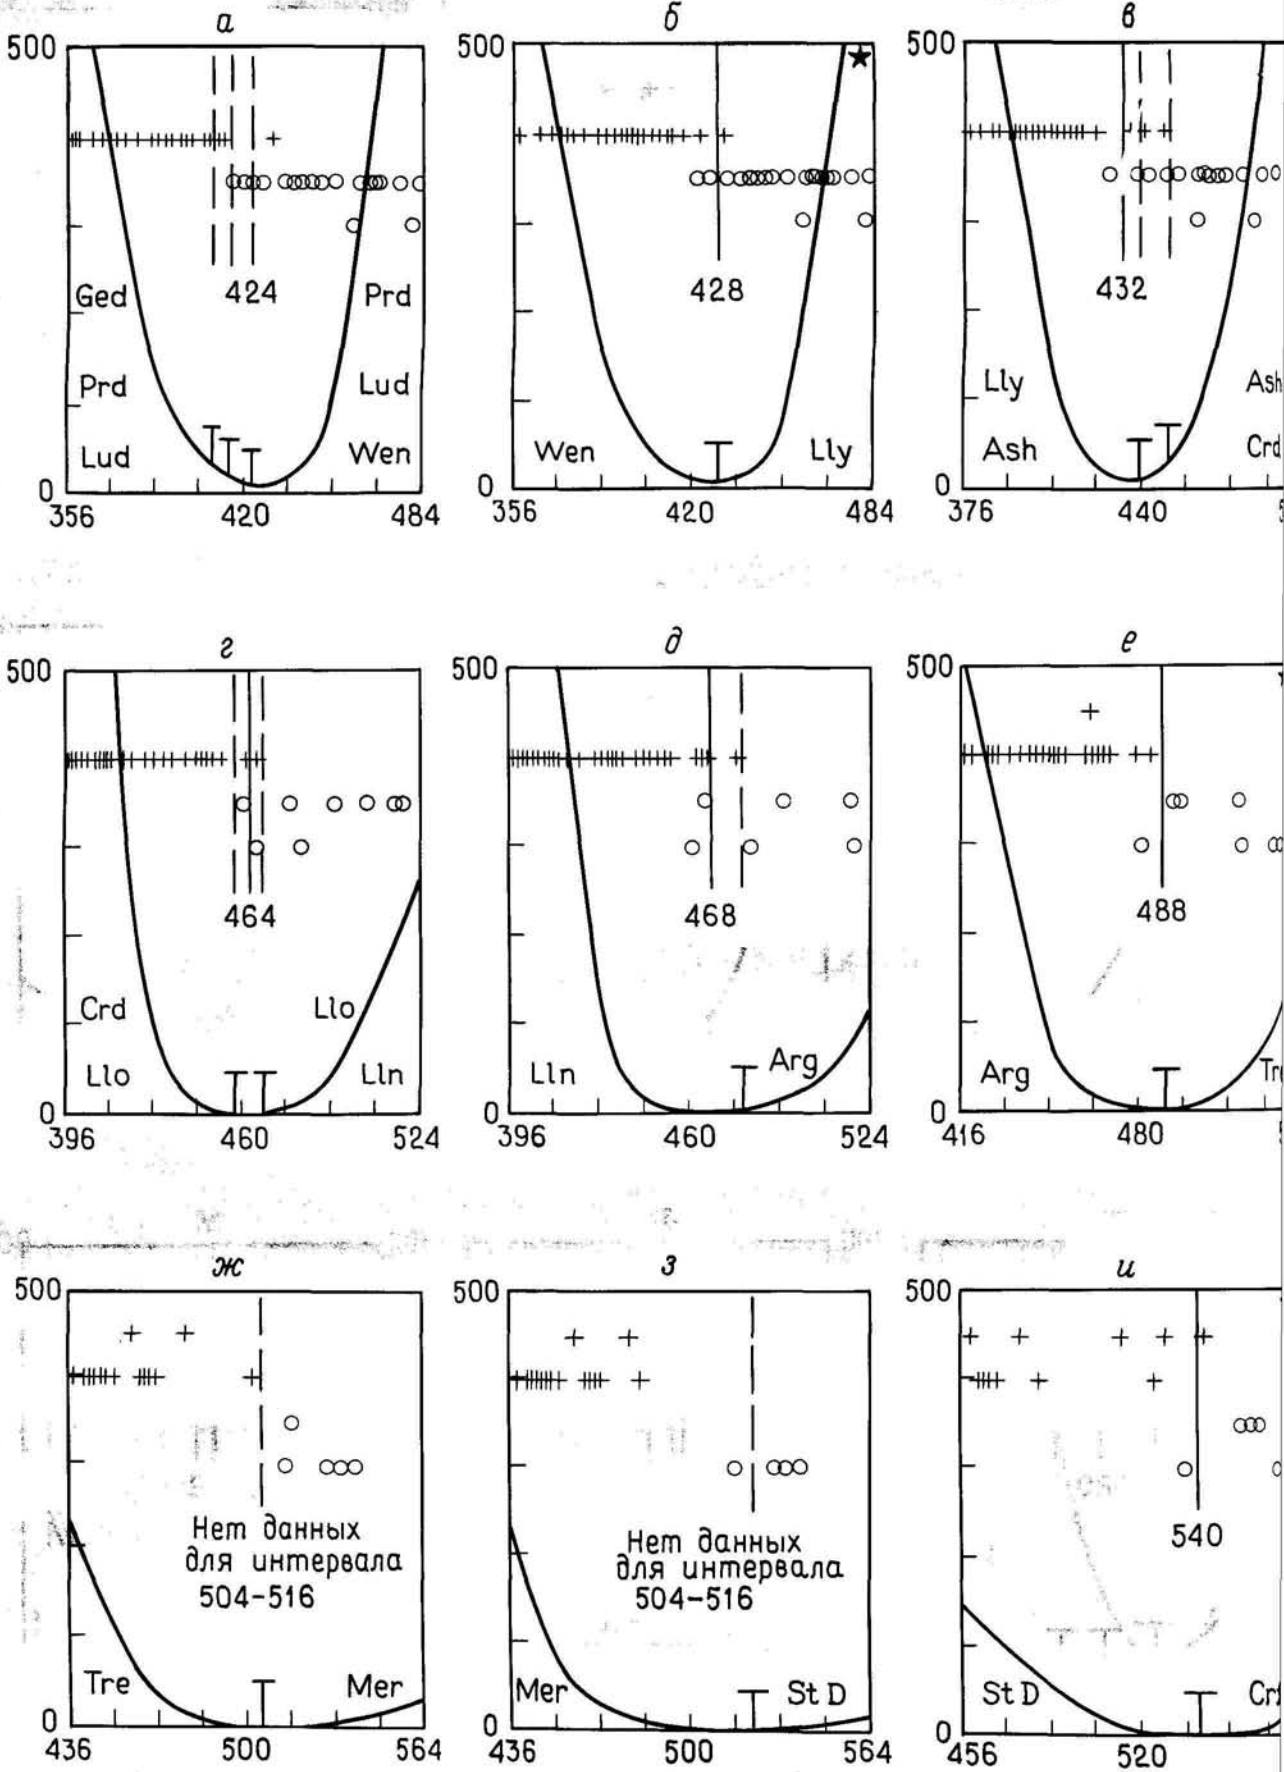 а
б
в
500
500
500
424
428
432
Ged
Prd
Prd
Lud
Lud
Wen
Wen
Lly
Lly
Ash
Ash
Crd
0
0
0
356 420 484
356 420 484
376 440
г
д
е
500
500
500
464
468
488
Crd
Llo
Llo
Lln
Lln
Arg
Arg
0
0
0
396 460 524
396 460 524
416 480
ж
з
и
500
500
500
Нет данных
для интервала
504-516
Нет данных
для интервала
504-516
540
Tre
Mer
Mer
St D
St D
0
0
0
436 500 564
436 500 564
456 520